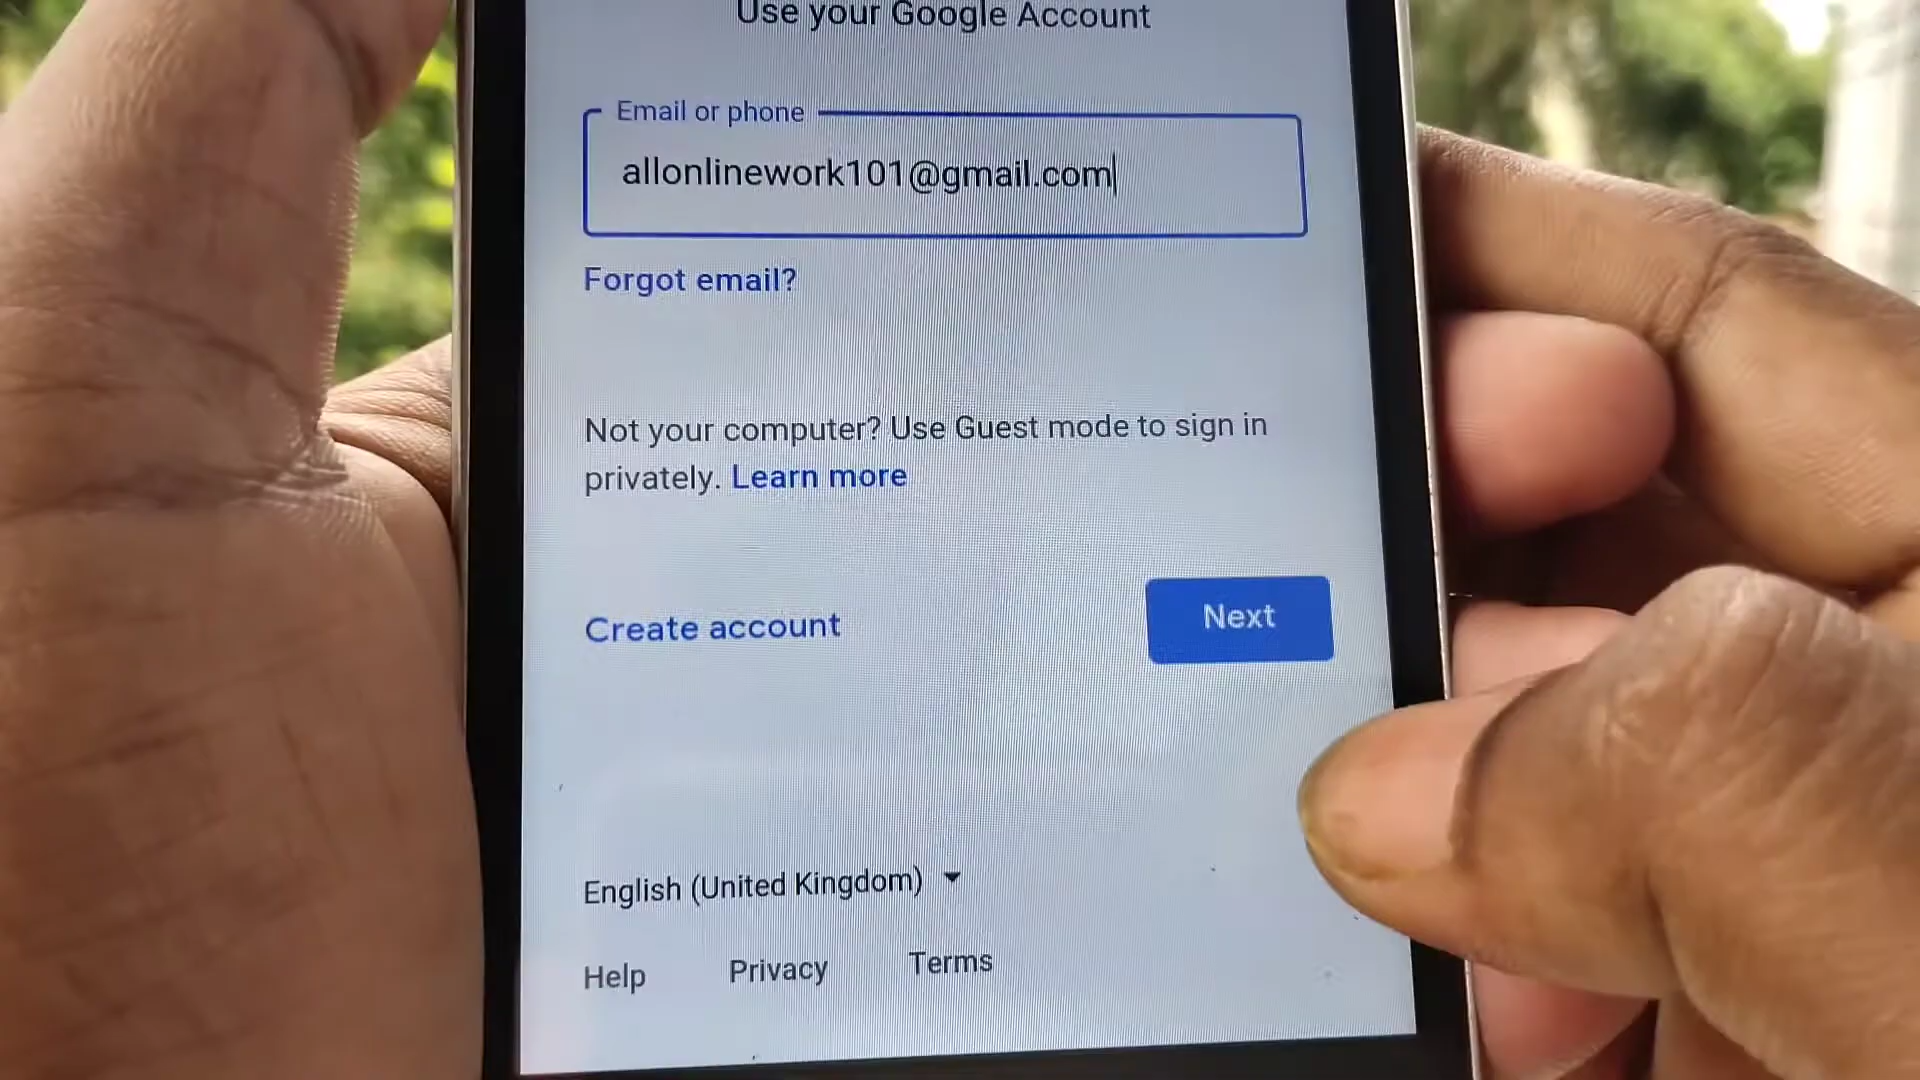 Use your Google Account
Email or phone
allonlinework101@gmail.com
Forgot email?
Not your computer? Use Guest mode to sign in
privately. Learn more
Create account
Next
English (United Kingdom)
Help Privacy Terms